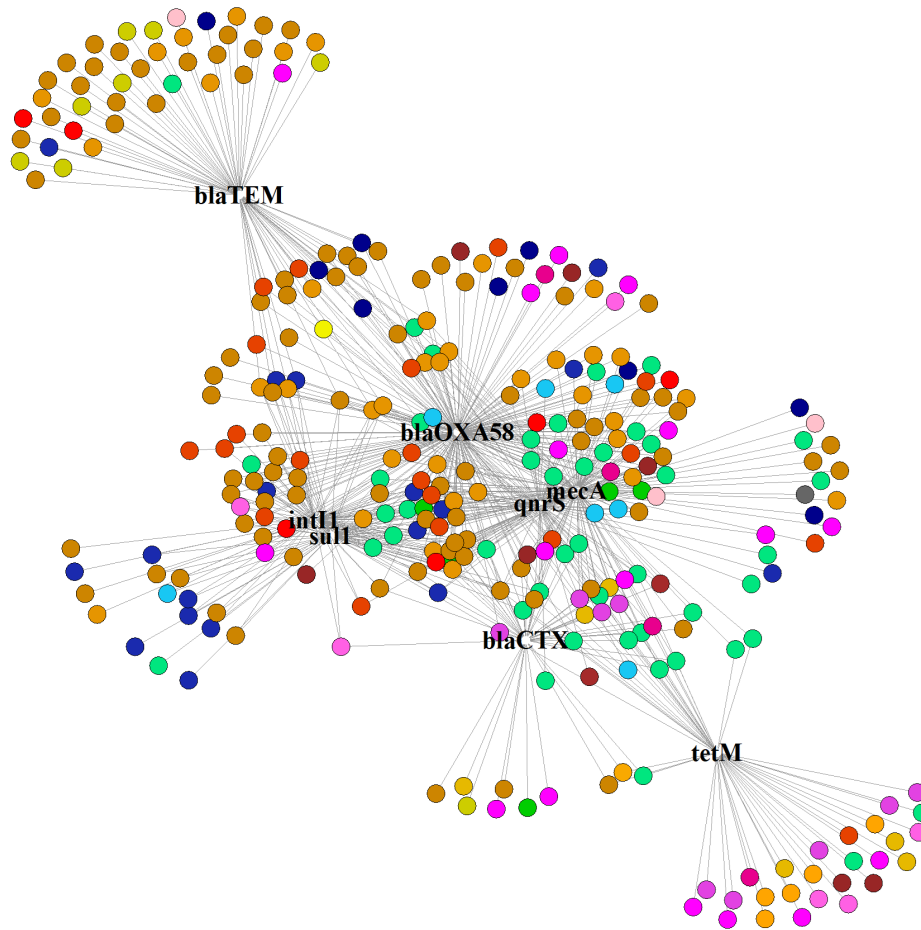 blaTEM
blaOXA58
mecA
qnrS
intI1
sul1
blaCTX
tetM